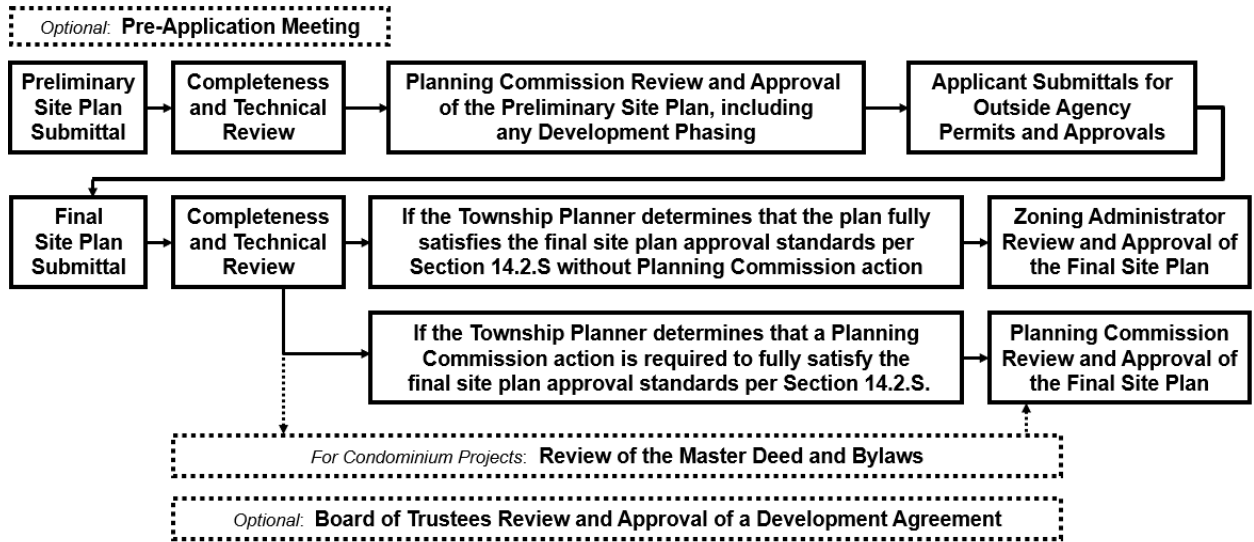 Optional: Pre-Application Meeting
Preliminary
Site Plan
Submittal
Completeness
and Technical
Review
Planning Commission Review and Approval
of the Preliminary Site Plan, including
any Development Phasing
Applicant Submittals for
Outside Agency
Permits and Approvals
Final
Site Plan
Submittal
Completeness
and Technical
Review
If the Township Planner determines that the plan fully
satisfies the final site plan approval standards per
Section 14.2.S without Planning Commission action
Zoning Administrator
Review and Approval of
the Final Site Plan
If the Township Planner determines that a Planning
Commission action is required to fully satisfy the
final site plan approval standards per Section 14.2.S.
Planning Commission
Review and Approval of
the Final Site Plan
For Condominium Projects: Review of the Master Deed and Bylaws
Optional: Board of Trustees Review and Approval of a Development Agreement